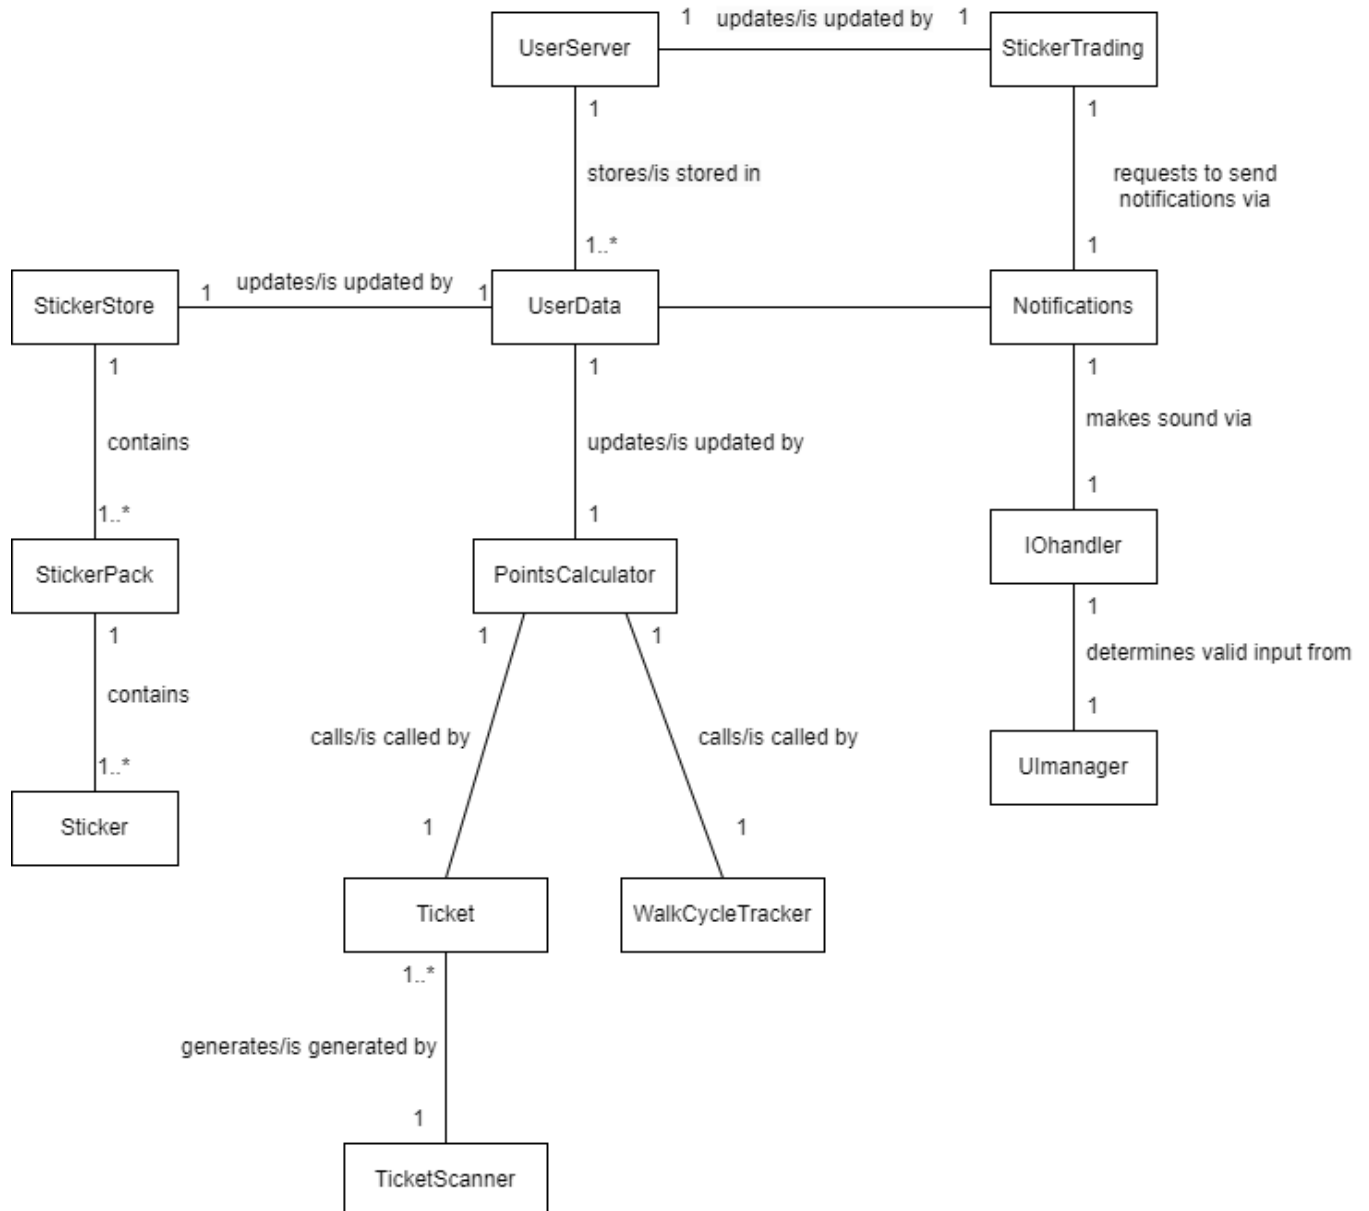 1 updates/is updated by 1
UserServer
StickerTrading
1
1
stores/is stored in
requests to send
notifications via
1..*
1
updates/is updated by
1
1
StickerStore
UserData
Notifications
1
1
1
makes sound via
contains
updates/is updated by
1
1..*
1
IOhandler
StickerPack
PointsCalculator
1
1
1
1
determines valid input from
contains
1
calls/is called by
calls/is called by
1..*
UImanager
Sticker
1
1
Ticket
WalkCycleTracker
1..*
generates/is generated by
1
TicketScanner